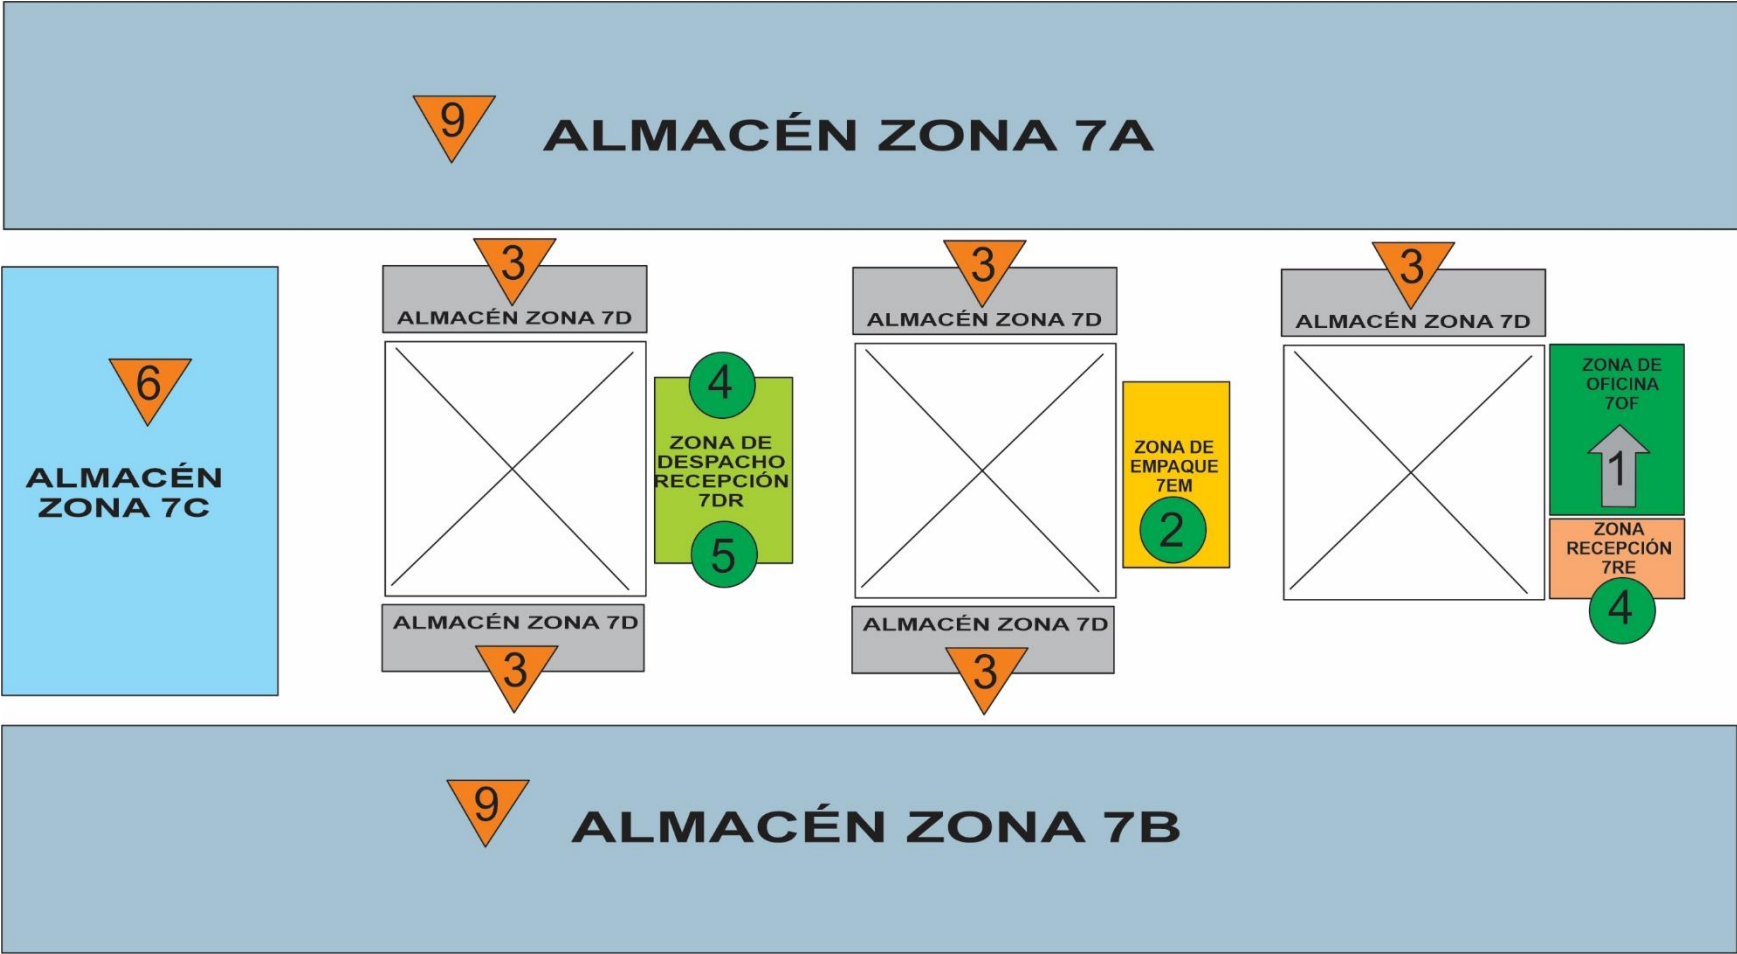 9
ALMACÉN ZONA 7A
3
ALMACÉN ZONA 7D
3
ALMACÉN ZONA 7D
3
ALMACÉN ZONA 7D
6
ALMACÉN
ZONA 7C
4
ZONA DE
DESPACHO
RECEPCIÓN
7DR
5
ZONA DE
EMPAQUE
7EM
2
ZONA DE
OFICINA
7OF
1
ZONA
RECEPCIÓN
7RE
4
ALMACÉN ZONA 7D
3
ALMACÉN ZONA 7D
3
9
ALMACÉN ZONA 7B